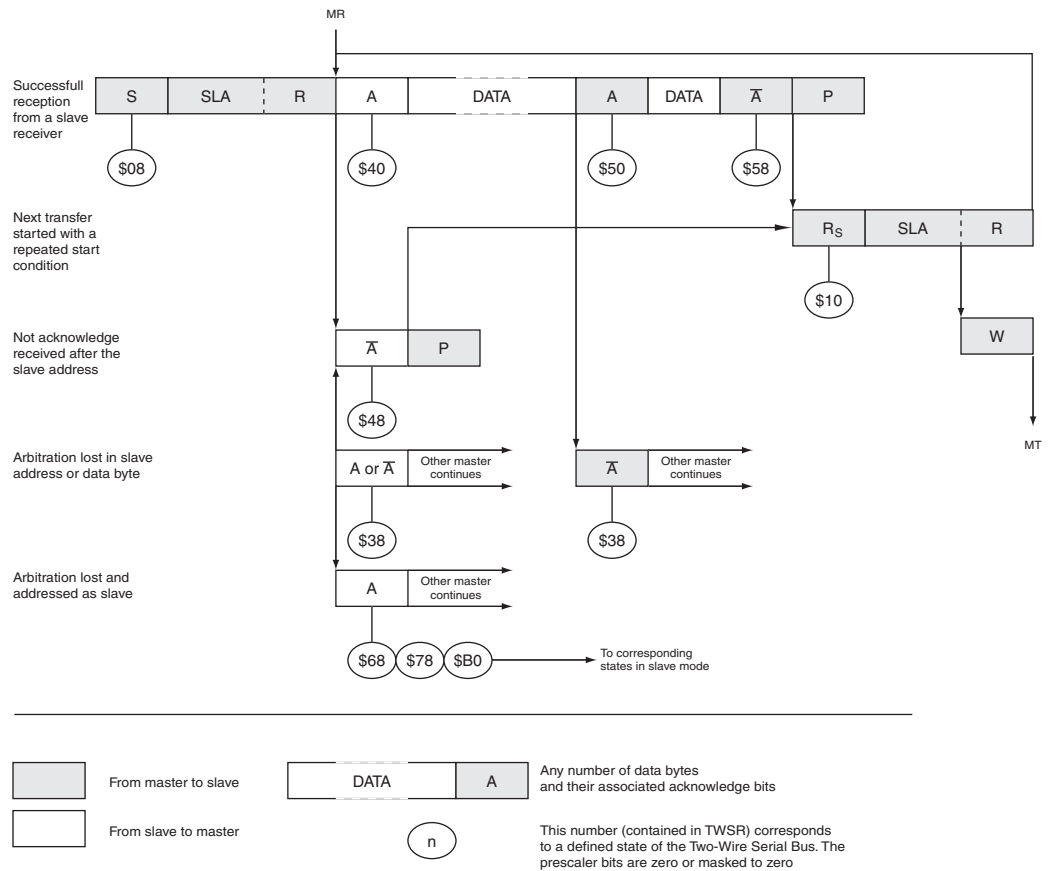 MR
Successfull
reception
from a slave
receiver
S SLA R A DATA A DATA A̅ P
$08 $40 $50 $58
Next transfer
started with a
repeated start
condition
RS SLA R
$10
Not acknowledge
received after the
slave address
A̅ P
W
$48
MT
Arbitration lost in slave
address or data byte
A or A̅ Other master
continues
A̅ Other master
continues
$38 $38
Arbitration lost and
addressed as slave
A Other master
continues
$68 $78 $B0 To corresponding
states in slave mode
From master to slave
DATA A
Any number of data bytes
and their associated acknowledge bits
From slave to master
n
This number (contained in TWSR) corresponds
to a defined state of the Two-Wire Serial Bus. The
prescaler bits are zero or masked to zero